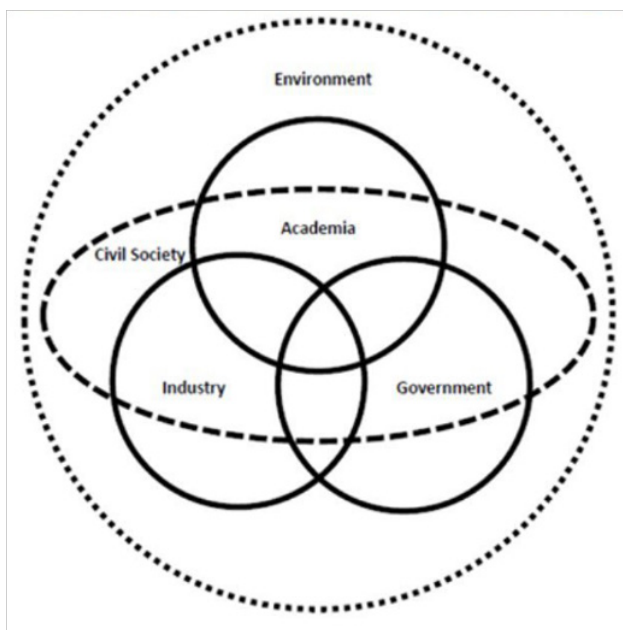 Environment
Academia
Civil Society
Industry
Government